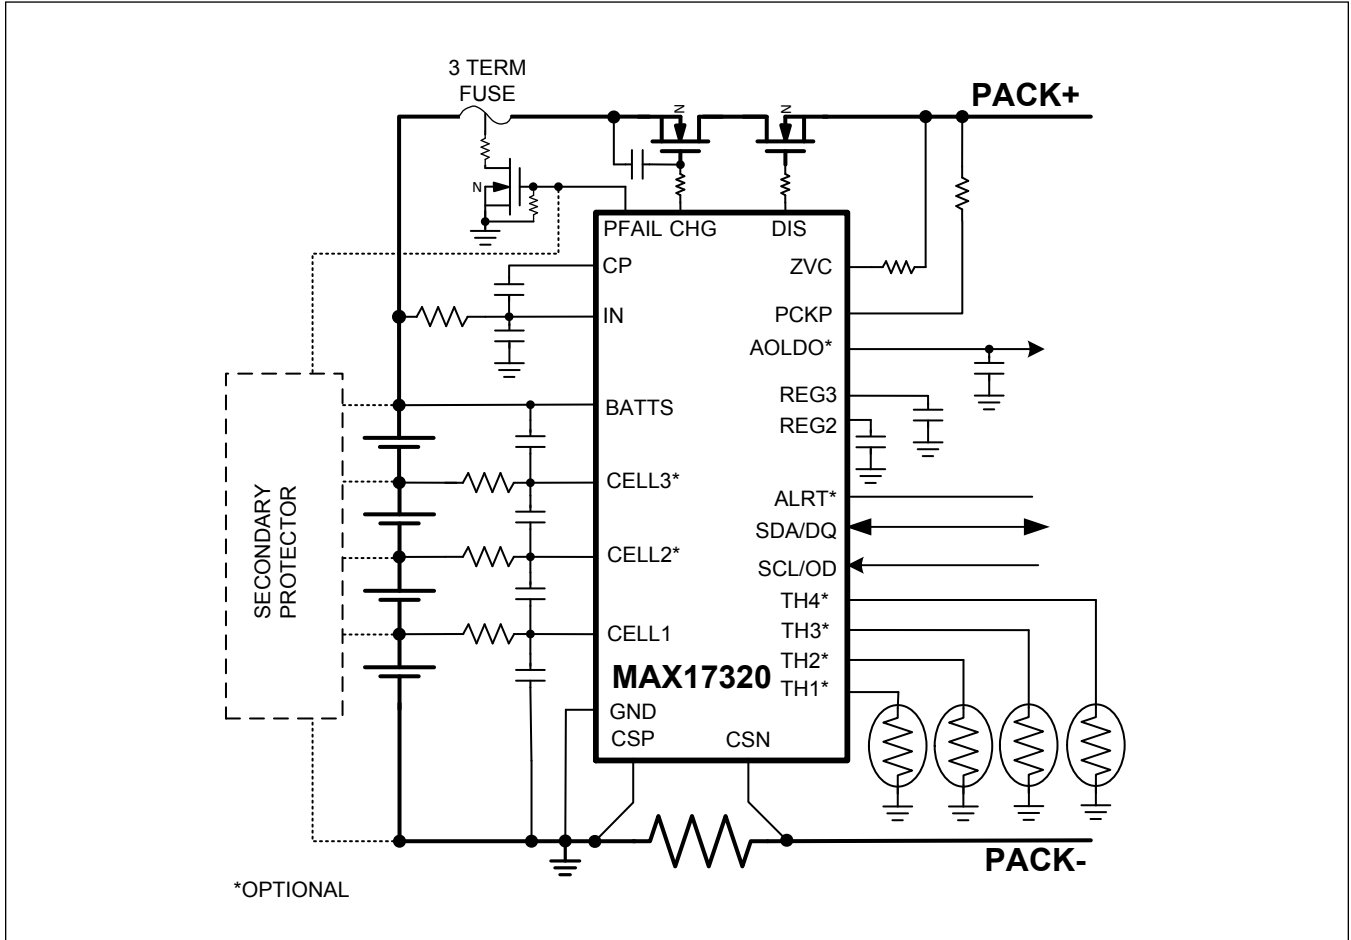 3 TERM
FUSE
PACK+
N
N
N
PFAIL CHG
DIS
CP
ZVC
IN
PCKP
AOLDO*
REG3
BATTS
REG2
SECONDARY
PROTECTOR
CELL3*
ALRT*
SDA/DQ
CELL2*
SCL/OD
TH4*
CELL1
TH3*
TH2*
MAX17320
TH1*
GND
CSP
CSN
PACK-
*OPTIONAL